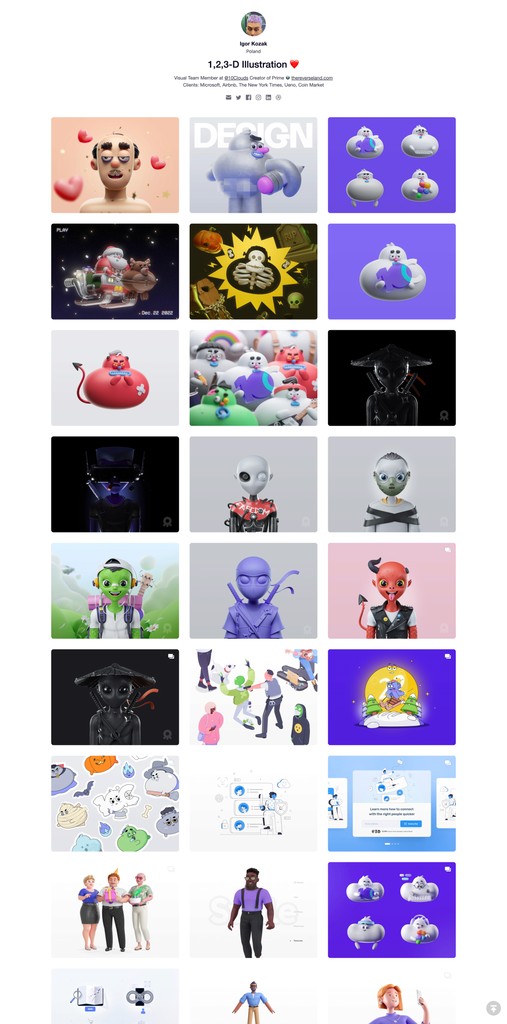 Igor Kozak
Poland
1,2,3-D Illustration ❤️
Visual Team Member at @10Clouds Creator of Prime
thereverseland.com
Clients: Microsoft, Airbnb, The New York Times, Ueno, Coin Market
DESIGN
PLAY
Dec. 22 2022
Learn more how to connect
with the right people quicker